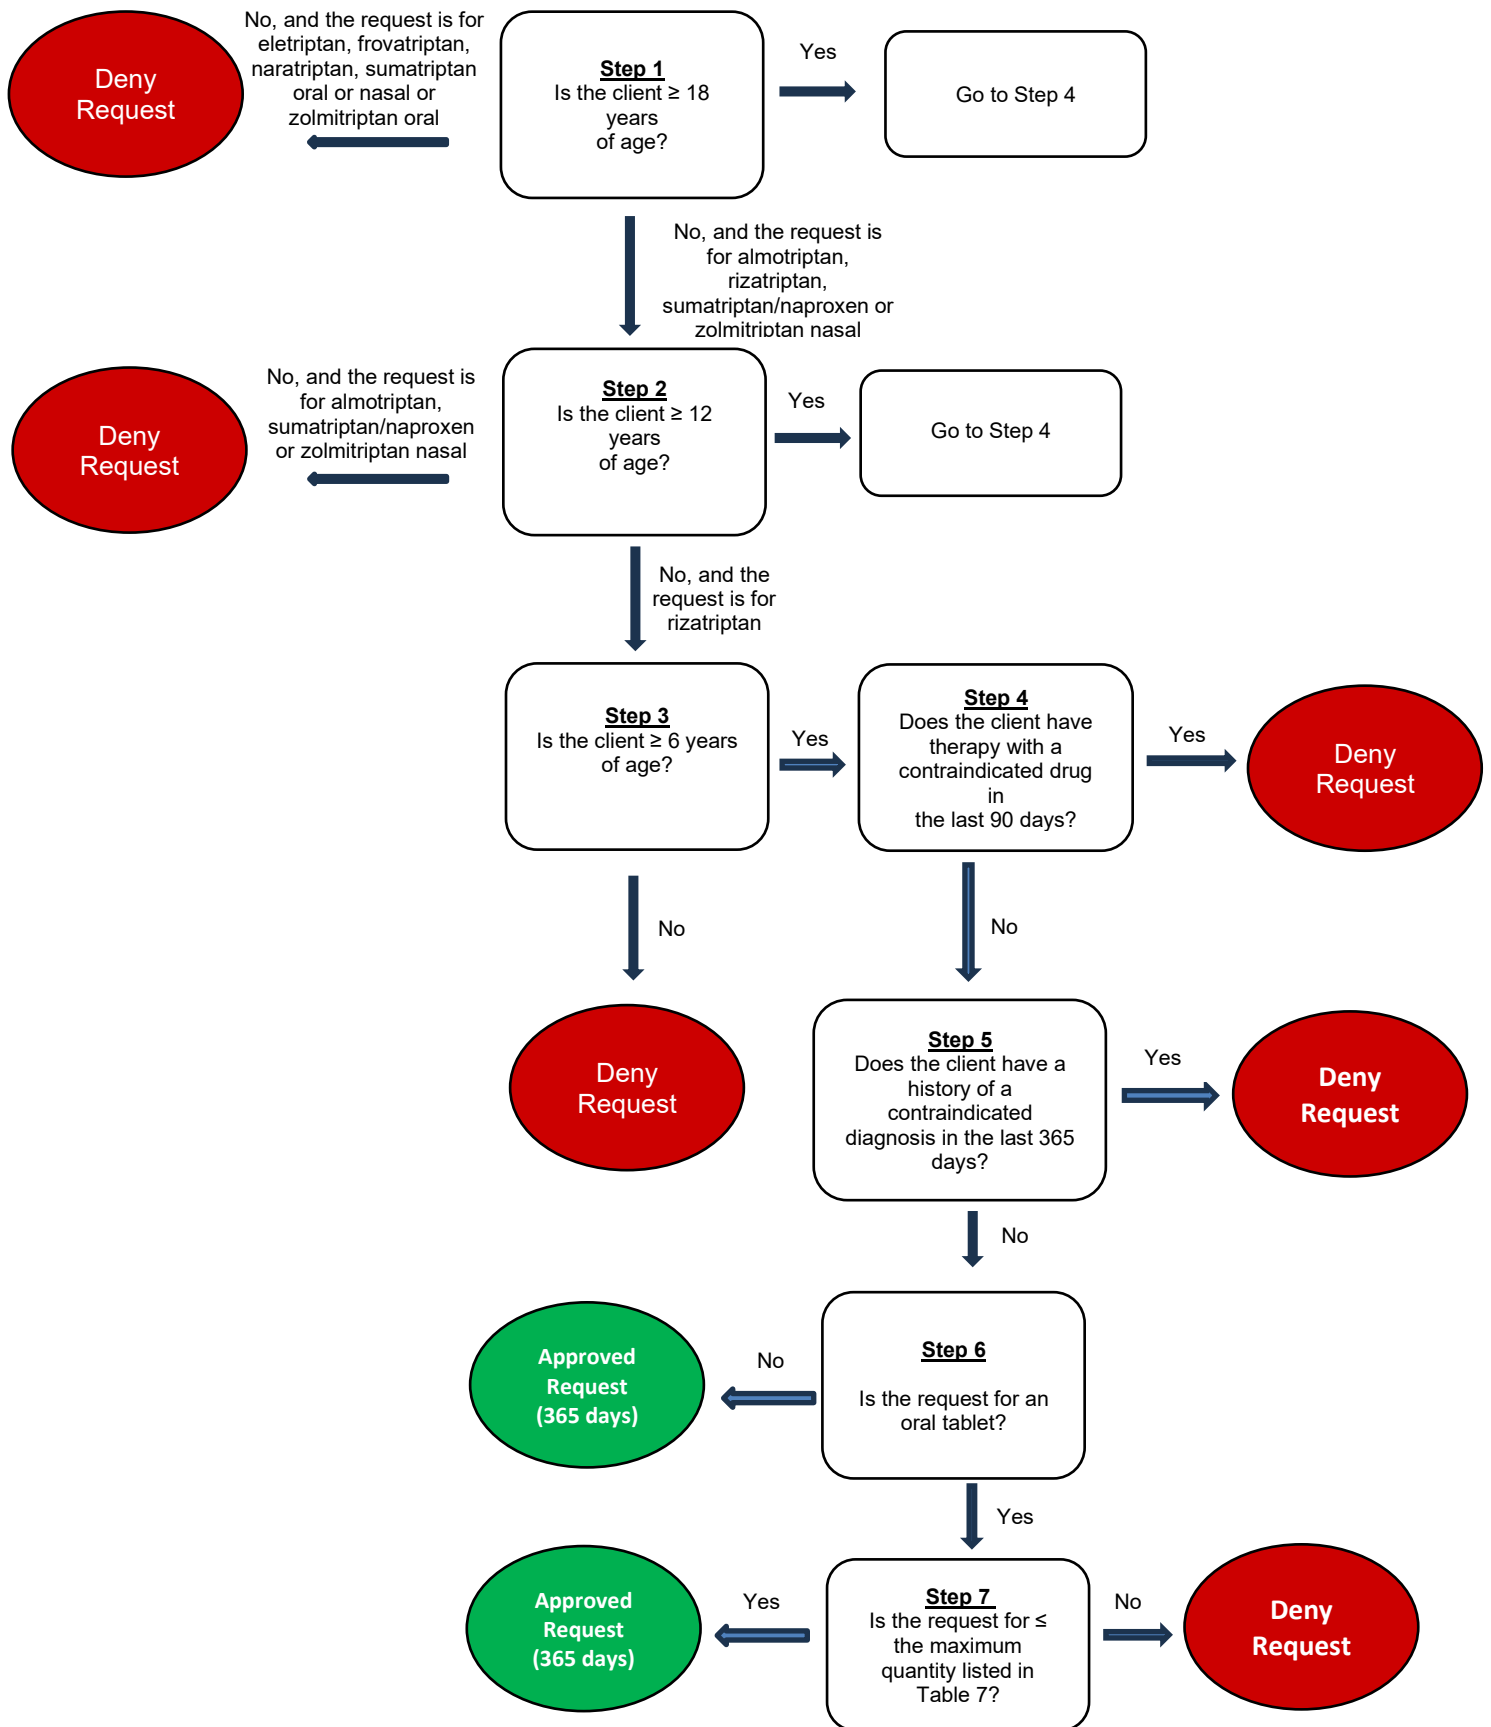 No, and the request is for
eletriptan, frovatriptan,
naratriptan, sumatriptan
oral or nasal or
zolmitriptan oral
Deny
Request
Step 1
Is the client ≥ 18
years
of age?
Yes
Go to Step 4
No, and the request is
for almotriptan,
rizatriptan,
sumatriptan/naproxen or
zolmitriptan nasal
No, and the request is
for almotriptan,
sumatriptan/naproxen
or zolmitriptan nasal
Deny
Request
Step 2
Is the client ≥ 12
years
of age?
Yes
Go to Step 4
No, and the
request is for
rizatriptan
Step 3
Is the client ≥ 6 years
of age?
Yes
Step 4
Does the client have
therapy with a
contraindicated drug
in
the last 90 days?
Yes
Deny
Request
No
No
Deny
Request
Step 5
Does the client have a
history of a
contraindicated
diagnosis in the last 365
days?
Yes
Deny
Request
No
Approved
Request
(365 days)
No
Step 6
Is the request for an
oral tablet?
Yes
Approved
Request
(365 days)
Yes
Step 7
Is the request for ≤
the maximum
quantity listed in
Table 7?
No
Deny
Request